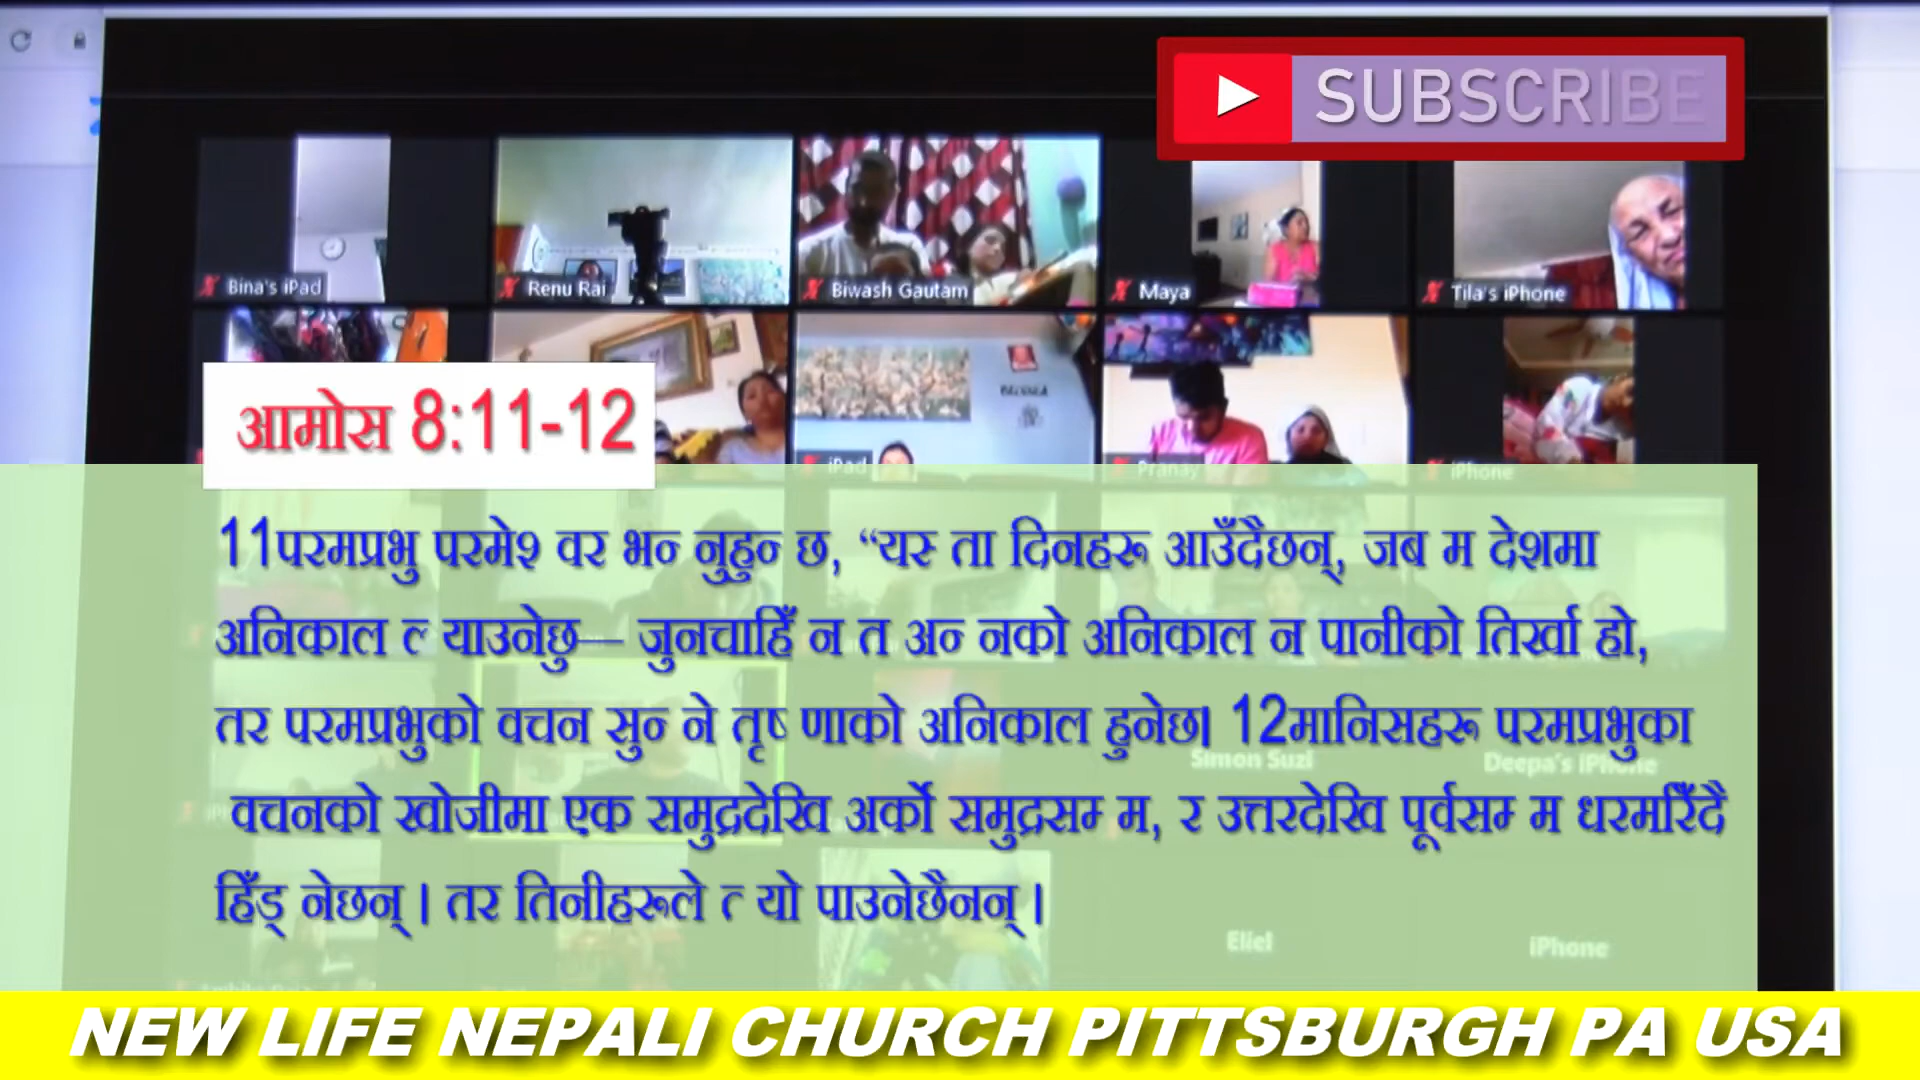 SUBSCRIBE
Bina's iPad
Renu Rai
Biwash Gautam
Maya
Tila's iPhone
आमोस 8:11-12
iPad
Pranay
iPhone
11परमप्रभु परमेश् वर भन् नुहुन् छ, “यस् ता दिनहरू आउँदैछन्, जब म देशमा
अनिकाल ल् याउनेछु— जुनचाहिँ न त अन् नको अनिकाल न पानीको तिर्खा हो,
तर परमप्रभुको वचन सुन् ने तृष् णाको अनिकाल हुनेछ। 12मानिसहरू परमप्रभुका
वचनको खोजीमा एक समुद्रदेखि अर्को समुद्रसम् म, र उत्तरदेखि पूर्वसम् म धरमरिँदै
हिँड् नेछन् । तर तिनीहरूले त् यो पाउनेछैनन् ।
Simon Suzi
Deepa's iPhone
Eliel
iPhone
NEW LIFE NEPALI CHURCH PITTSBURGH PA USA